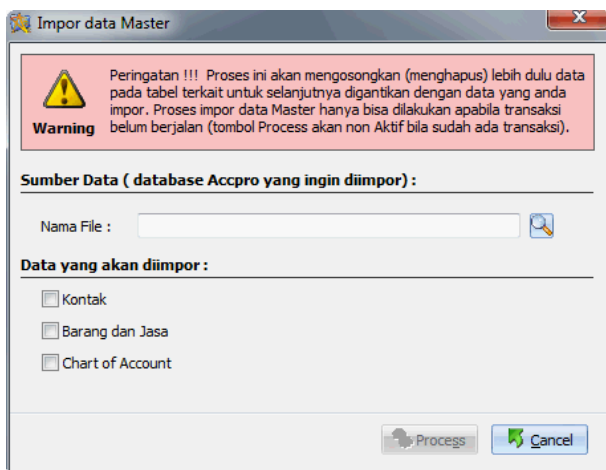 Impor data Master
Peringatan !!! Proses ini akan mengosongkan (menghapus) lebih dulu data
pada tabel terkait untuk selanjutnya digantikan dengan data yang anda
impor. Proses impor data Master hanya bisa dilakukan apabila transaksi
belum berjalan (tombol Process akan non Aktif bila sudah ada transaksi).
Warning
Sumber Data ( database Accpro yang ingin diimpor) :
Nama File :
Data yang akan diimpor :
Kontak
Barang dan Jasa
Chart of Account
Process
Cancel